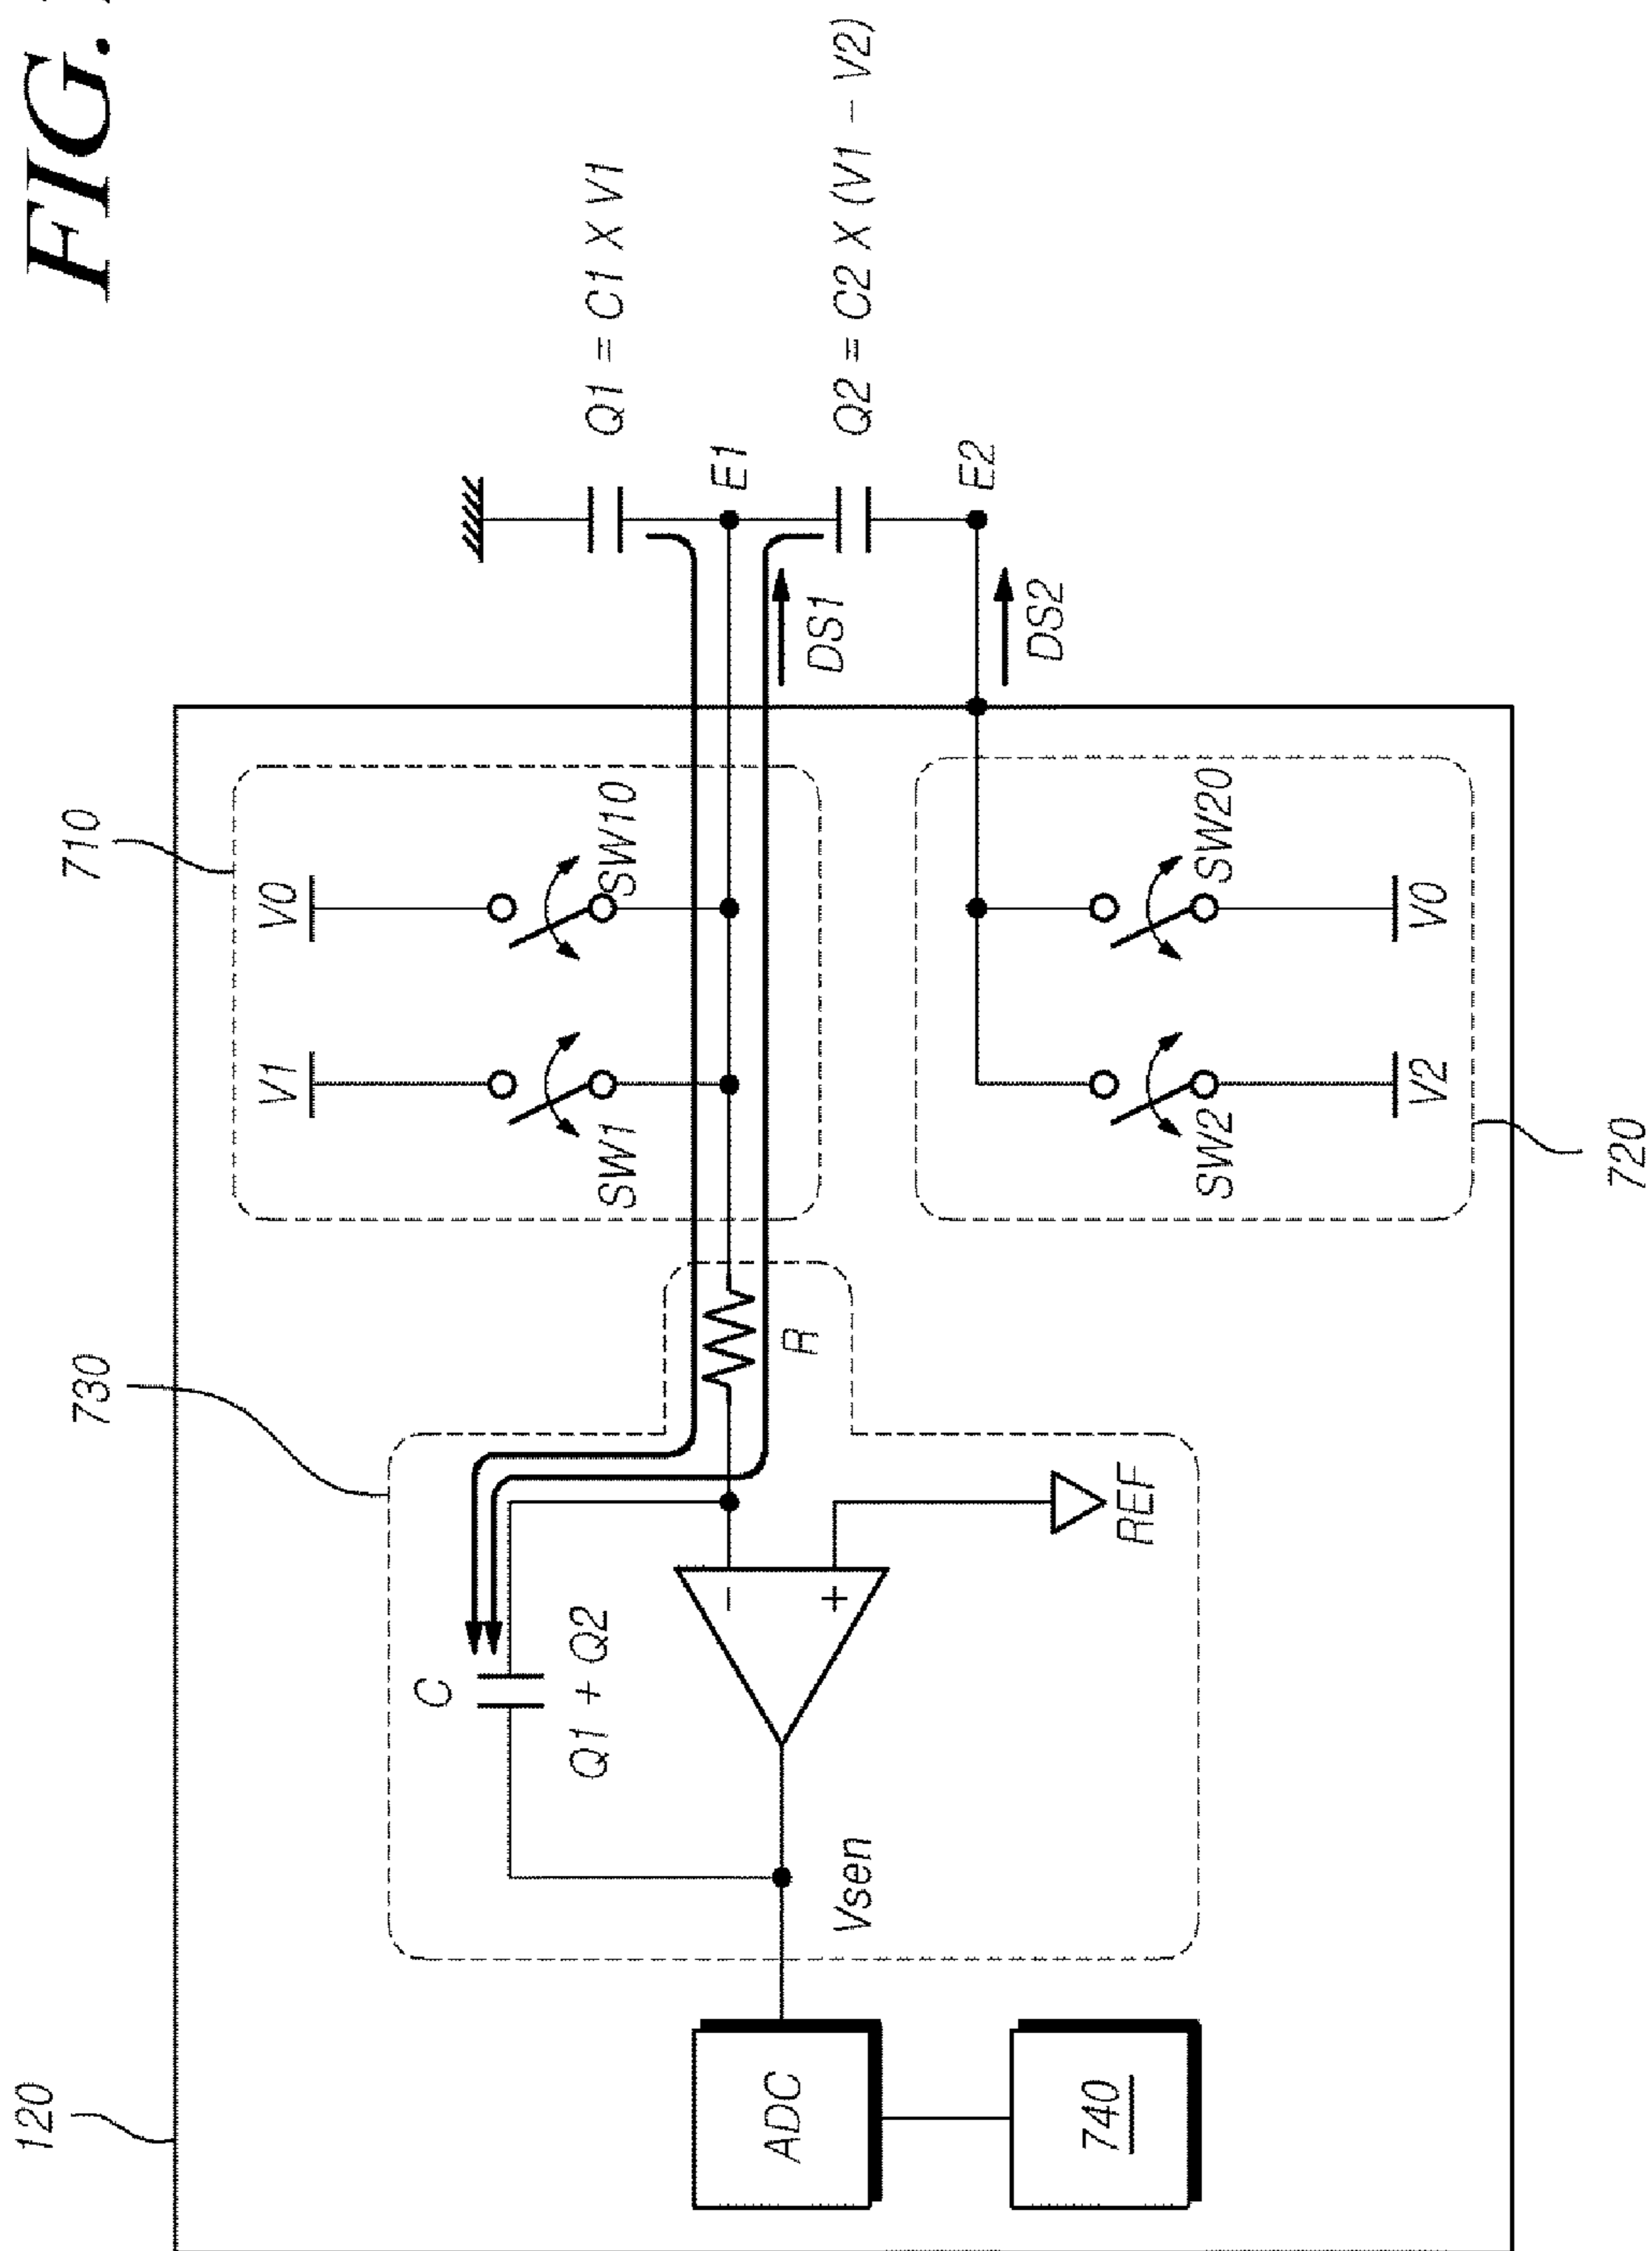 FIG.
120
730
710
V1
V0
SW1
SW10
C
Q1 + Q2
R
-
+
REF
Vsen
ADC
740
Q1 = C1 X V1
E1
DS1
Q2 = C2 X (V1 - V2)
E2
DS2
SW2
SW20
V2
V0
720